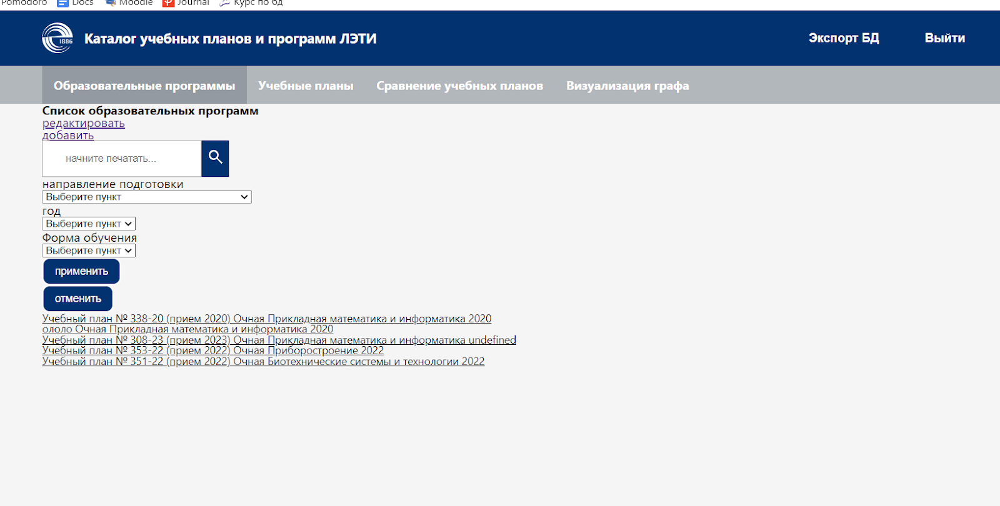 Pomodoro Docs Moodle Journal Курс по бд
1886 Каталог учебных планов и программ ЛЭТИ Экспорт БД Выйти
Образовательные программы Учебные планы Сравнение учебных планов Визуализация графа
Список образовательных программ
редактировать
добавить
начните печатать...
направление подготовки
Выберите пункт
год
Выберите пункт
Форма обучения
Выберите пункт
применить
отменить
Учебный план № 338-20 (прием 2020) Очная Прикладная математика и информатика 2020
ололо Очная Прикладная математика и информатика 2020
Учебный план № 308-23 (прием 2023) Очная Прикладная математика и информатика undefined
Учебный план № 353-22 (прием 2022) Очная Приборостроение 2022
Учебный план № 351-22 (прием 2022) Очная Биотехнические системы и технологии 2022